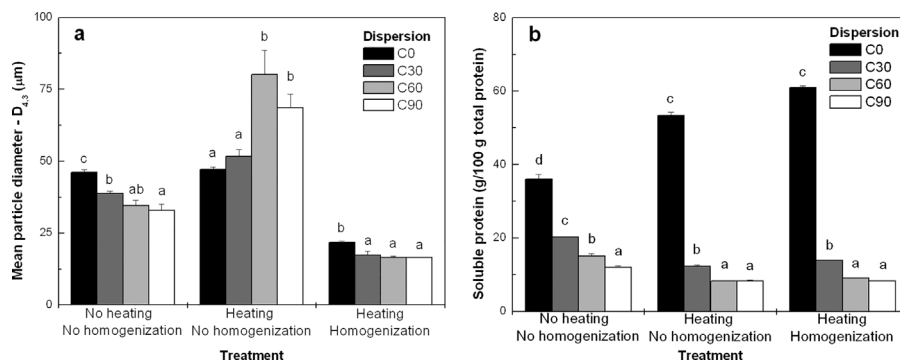 a
Dispersion
C0
C30
C60
C90
Mean particle diameter - D4,3 (μm)
100
75
50
25
0
c
b
ab
a
a
a
b
b
b
a
a
a
No heating
No homogenization
Heating
No homogenization
Heating
Homogenization
Treatment
b
Dispersion
C0
C30
C60
C90
Soluble protein (g/100 g total protein)
80
60
40
20
0
d
c
b
a
c
b
a
a
c
b
a
a
No heating
No homogenization
Heating
No homogenization
Heating
Homogenization
Treatment